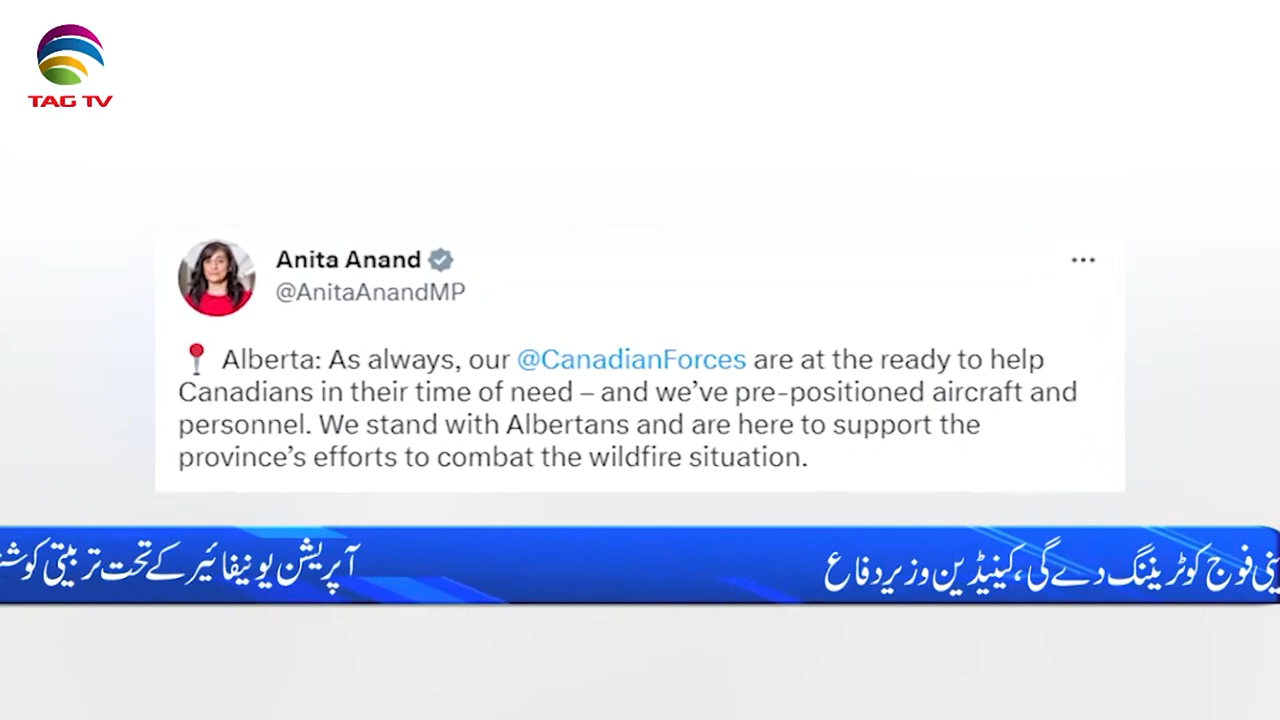 TAG TV
Anita Anand
@AnitaAnandMP
Alberta: As always, our @CanadianForces are at the ready to help
Canadians in their time of need – and we’ve pre-positioned aircraft and
personnel. We stand with Albertans and are here to support the
province’s efforts to combat the wildfire situation.
فوج کو ٹریننگ دے گی، کینیڈین وزیر دفاع
آپریشن یونیفائیر کے تحت تربیتی